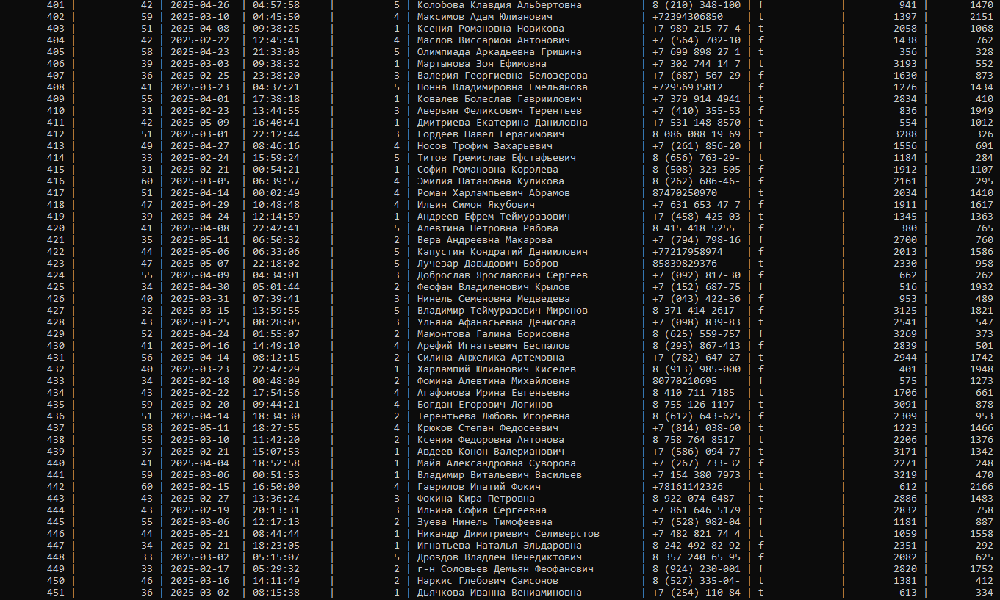 401 | 42 | 2025-04-26 | 04:57:58 | 5 | Колобова Клавдия Альбертовна | 8 (210) 348-100 | f | 941 | 1470
402 | 59 | 2025-03-10 | 04:45:50 | 4 | Максимов Адам Юлианович | +72394306850 | t | 1397 | 2151
403 | 51 | 2025-04-08 | 09:38:25 | 1 | Ксения Романовна Новикова | +7 989 215 77 4 | t | 2058 | 1068
404 | 42 | 2025-02-22 | 12:45:41 | 4 | Маслов Виссарион Антонович | +7 (564) 702-10 | f | 1438 | 762
405 | 58 | 2025-04-23 | 21:33:03 | 5 | Олимпиада Аркадьевна Гришина | +7 699 898 27 1 | t | 356 | 328
406 | 39 | 2025-03-03 | 09:38:32 | 1 | Мартынова Зоя Ефимовна | +7 302 744 14 7 | t | 3193 | 552
407 | 36 | 2025-02-25 | 23:38:20 | 3 | Валерия Георгиевна Белозерова | +7 (687) 567-29 | f | 1630 | 873
408 | 41 | 2025-03-23 | 04:37:21 | 5 | Нонна Владимировна Емельянова | +72956935812 | f | 1276 | 1434
409 | 55 | 2025-04-01 | 17:38:18 | 1 | Ковалев Болеслав Гавриилович | +7 379 914 4941 | t | 2834 | 410
410 | 31 | 2025-02-23 | 13:44:55 | 3 | Аверьян Феликсович Терентьев | +7 (410) 355-53 | f | 836 | 1949
411 | 42 | 2025-05-09 | 16:40:41 | 1 | Дмитриева Екатерина Даниловна | +7 531 148 8570 | t | 554 | 1012
412 | 51 | 2025-03-01 | 22:12:44 | 3 | Гордеев Павел Герасимович | 8 086 088 19 69 | t | 3288 | 326
413 | 49 | 2025-04-27 | 08:46:16 | 4 | Носов Трофим Захарьевич | +7 (261) 856-20 | f | 1556 | 691
414 | 33 | 2025-02-24 | 15:59:24 | 5 | Титов Гремислав Ефстафьевич | 8 (656) 763-29- | t | 1184 | 284
415 | 31 | 2025-02-21 | 00:54:21 | 1 | София Романовна Королева | 8 (508) 323-505 | f | 1912 | 1107
416 | 60 | 2025-03-05 | 06:39:57 | 4 | Эмилия Натановна Куликова | 8 (262) 686-46- | f | 2161 | 295
417 | 51 | 2025-04-14 | 00:02:49 | 4 | Роман Харлампьевич Абрамов | 87470250970 | t | 2034 | 1410
418 | 47 | 2025-04-29 | 10:48:48 | 4 | Ильин Симон Якубович | +7 631 653 47 7 | f | 1911 | 1617
419 | 39 | 2025-04-24 | 12:14:59 | 1 | Андреев Ефрем Теймуразович | +7 (458) 425-03 | t | 1345 | 1363
420 | 41 | 2025-04-08 | 22:42:41 | 5 | Алевтина Петровна Рябова | 8 415 418 5255 | f | 380 | 765
421 | 35 | 2025-05-11 | 06:50:32 | 2 | Вера Андреевна Макарова | +7 (794) 798-16 | f | 2700 | 760
422 | 44 | 2025-05-06 | 06:33:06 | 5 | Капустин Кондратий Даниилович | +77217958974 | f | 2013 | 1586
423 | 47 | 2025-05-07 | 22:18:02 | 5 | Лучезар Давыдович Бобров | 85839829376 | t | 2330 | 958
424 | 55 | 2025-04-09 | 04:34:01 | 3 | Доброслав Ярославович Сергеев | +7 (092) 817-30 | f | 662 | 262
425 | 34 | 2025-04-30 | 05:01:44 | 2 | Феофан Владиленович Крылов | +7 (152) 687-75 | f | 516 | 1932
426 | 40 | 2025-03-31 | 07:39:41 | 3 | Нинель Семеновна Медведева | +7 (043) 422-36 | f | 953 | 489
427 | 32 | 2025-03-15 | 13:59:55 | 5 | Владимир Теймуразович Миронов | 8 371 414 2617 | f | 3125 | 1821
428 | 43 | 2025-03-25 | 08:28:05 | 3 | Ульяна Афанасьевна Денисова | +7 (098) 839-83 | t | 2541 | 547
429 | 52 | 2025-04-24 | 01:55:07 | 2 | Мамонтова Галина Борисовна | 8 (625) 559-757 | f | 3269 | 373
430 | 41 | 2025-04-16 | 14:49:10 | 4 | Арефий Игнатьевич Беспалов | 8 (293) 867-413 | f | 2839 | 501
431 | 56 | 2025-04-14 | 08:12:15 | 2 | Силина Анжелика Артемовна | +7 (782) 647-27 | t | 2944 | 1742
432 | 40 | 2025-03-23 | 22:47:29 | 1 | Харлампий Юлианович Киселев | 8 (913) 985-000 | f | 401 | 1948
433 | 34 | 2025-02-18 | 00:48:09 | 2 | Фомина Алевтина Михайловна | 80770210695 | f | 575 | 1273
434 | 43 | 2025-02-22 | 17:54:56 | 4 | Агафонова Ирина Евгеньевна | 8 410 711 7185 | t | 1706 | 661
435 | 59 | 2025-02-20 | 09:44:21 | 4 | Богдан Егорович Логинов | 8 755 126 1197 | t | 3091 | 878
436 | 51 | 2025-04-14 | 18:34:30 | 2 | Терентьева Любовь Игоревна | 8 (612) 643-625 | f | 2309 | 953
437 | 58 | 2025-05-11 | 18:27:55 | 4 | Крюков Степан Федосеевич | +7 (814) 038-60 | t | 1223 | 1466
438 | 55 | 2025-03-10 | 11:42:20 | 2 | Ксения Федоровна Антонова | 8 758 764 8517 | t | 2206 | 1376
439 | 37 | 2025-02-21 | 15:07:53 | 1 | Авдеев Конон Валерианович | +7 (586) 094-77 | t | 3171 | 1342
440 | 41 | 2025-04-04 | 18:52:58 | 1 | Майя Александровна Суворова | +7 (267) 733-32 | f | 2271 | 248
441 | 59 | 2025-03-06 | 00:51:53 | 1 | Владимир Витальевич Васильев | +7 154 380 7973 | t | 3219 | 470
442 | 60 | 2025-02-15 | 16:50:00 | 4 | Гаврилов Ипатий Фокич | +78161142326 | t | 612 | 2166
443 | 43 | 2025-02-27 | 13:36:24 | 3 | Фокина Кира Петровна | 8 922 074 6487 | t | 2886 | 1483
444 | 43 | 2025-02-19 | 20:13:31 | 3 | Ильина София Сергеевна | +7 861 646 5179 | t | 2832 | 758
445 | 55 | 2025-03-06 | 12:17:13 | 2 | Зуева Нинель Тимофеевна | +7 (528) 982-04 | f | 1181 | 887
446 | 44 | 2025-05-21 | 08:44:44 | 1 | Никандр Димитриевич Селиверстов | +7 482 821 74 4 | t | 1059 | 1558
447 | 34 | 2025-02-21 | 18:23:05 | 1 | Игнатьева Наталья Эльдаровна | 8 242 492 82 92 | f | 2351 | 292
448 | 33 | 2025-03-02 | 05:15:07 | 5 | Дроздов Владлен Венедиктович | 8 357 240 65 95 | f | 2082 | 625
449 | 33 | 2025-02-17 | 05:29:32 | 2 | г-н Соловьев Демьян Феофанович | 8 (924) 230-001 | f | 2820 | 1752
450 | 46 | 2025-03-16 | 14:11:49 | 2 | Наркис Глебович Самсонов | 8 (527) 335-04- | t | 1381 | 412
451 | 36 | 2025-03-02 | 08:15:38 | 1 | Дьячкова Иванна Вениаминовна | +7 (254) 110-84 | t | 613 | 334